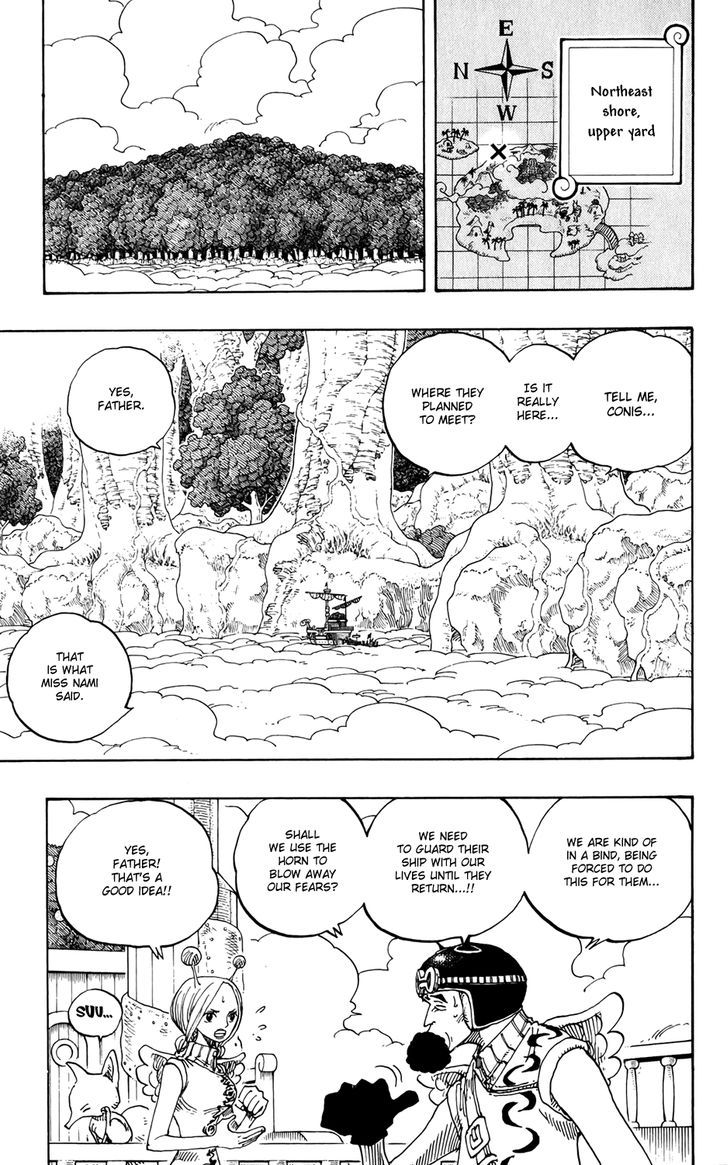 E
N S
W
Northeast
shore,
upper yard
TELL ME,
CONIS...
IS IT
REALLY
HERE...
WHERE THEY
PLANNED
TO MEET?
YES,
FATHER.
THAT
IS WHAT
MISS NAMI
SAID.
WE ARE KIND OF
IN A BIND, BEING
FORCED TO DO
THIS FOR THEM...
WE NEED
TO GUARD THEIR
SHIP WITH OUR
LIVES UNTIL THEY
RETURN...!!
SHALL
WE USE THE
HORN TO
BLOW AWAY
OUR FEARS?
YES,
FATHER!
THAT'S A
GOOD IDEA!!
SUU...